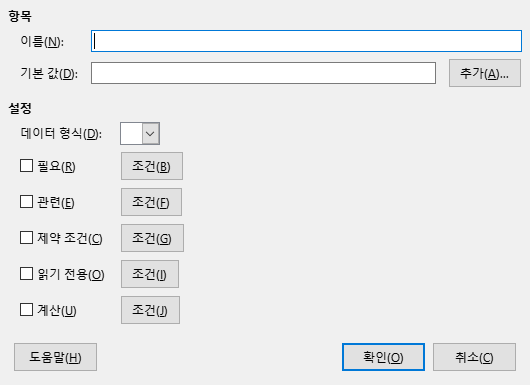 항목
이름(N):
기본 값(D): 추가(A)...
설정
데이터 형식(D):
필요(R) 조건(B)
관련(E) 조건(F)
제약 조건(C) 조건(G)
읽기 전용(O) 조건(I)
계산(U) 조건(J)
도움말(H) 확인(O) 취소(C)